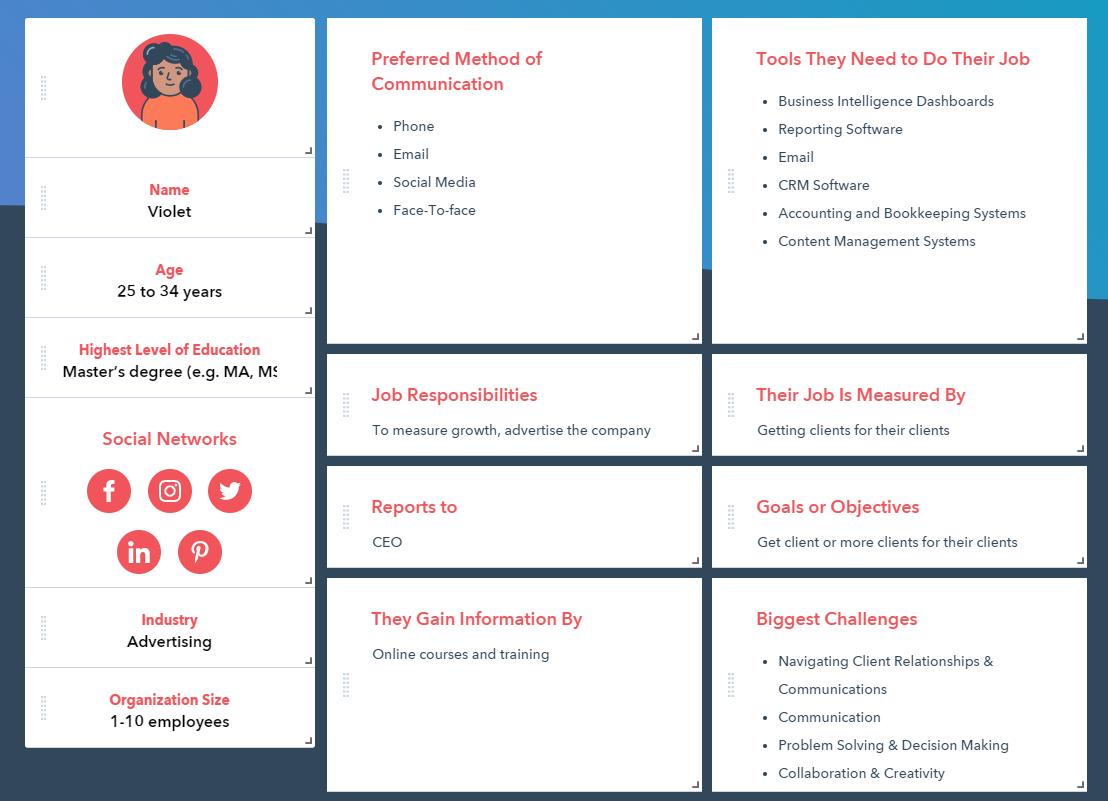 Name
Violet
Age
25 to 34 years
Highest Level of Education
Master's degree (e.g. MA, MS
Social Networks
Industry
Advertising
Organization Size
1-10 employees
Preferred Method of
Communication
Phone
Email
Social Media
Face-To-face
Tools They Need to Do Their Job
Business Intelligence Dashboards
Reporting Software
Email
CRM Software
Accounting and Bookkeeping Systems
Content Management Systems
Job Responsibilities
To measure growth, advertise the company
Their Job Is Measured By
Getting clients for their clients
Reports to
CEO
Goals or Objectives
Get client or more clients for their clients
They Gain Information By
Online courses and training
Biggest Challenges
Navigating Client Relationships &
Communications
Communication
Problem Solving & Decision Making
Collaboration & Creativity